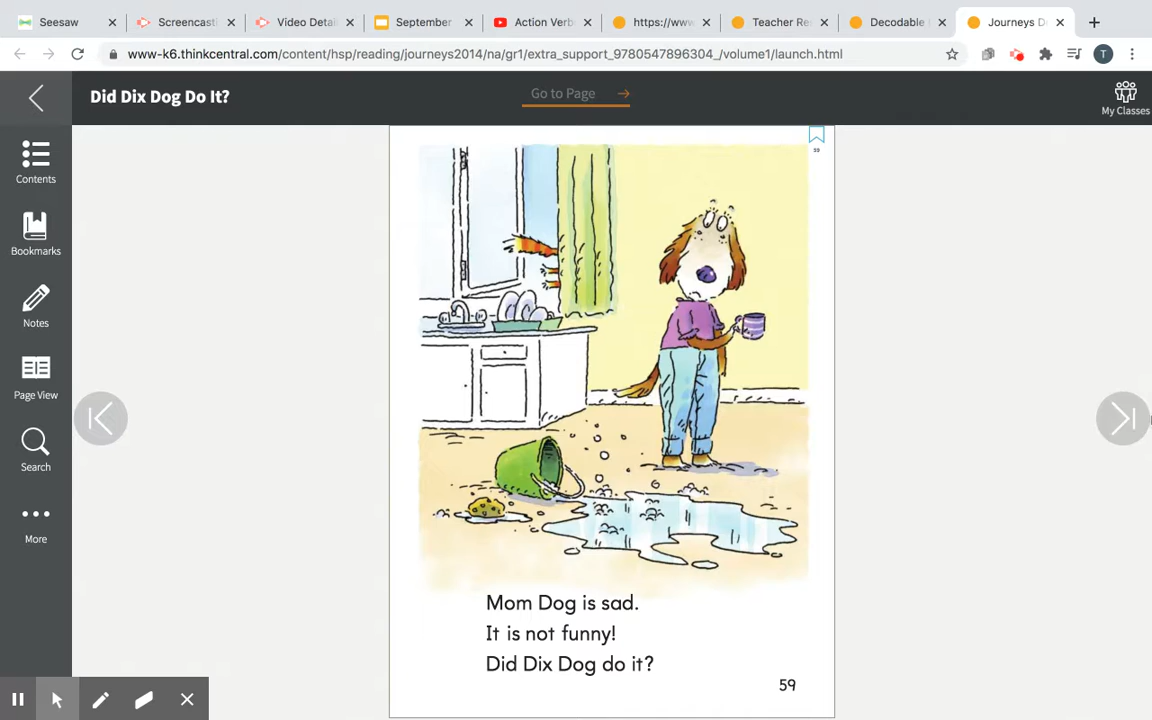 Seesaw
Screencast
Video Detai
September
Action Verb
https://www
Teacher Re
Decodable
Journeys D
www-k6.thinkcentral.com/content/hsp/reading/journeys2014/na/gr1/extra_support_9780547896304_/volume1/launch.html
T
Did Dix Dog Do It?
Go to Page
My Classes
Contents
Bookmarks
Notes
Page View
Search
More
59
Mom Dog is sad.
It is not funny!
Did Dix Dog do it?
59